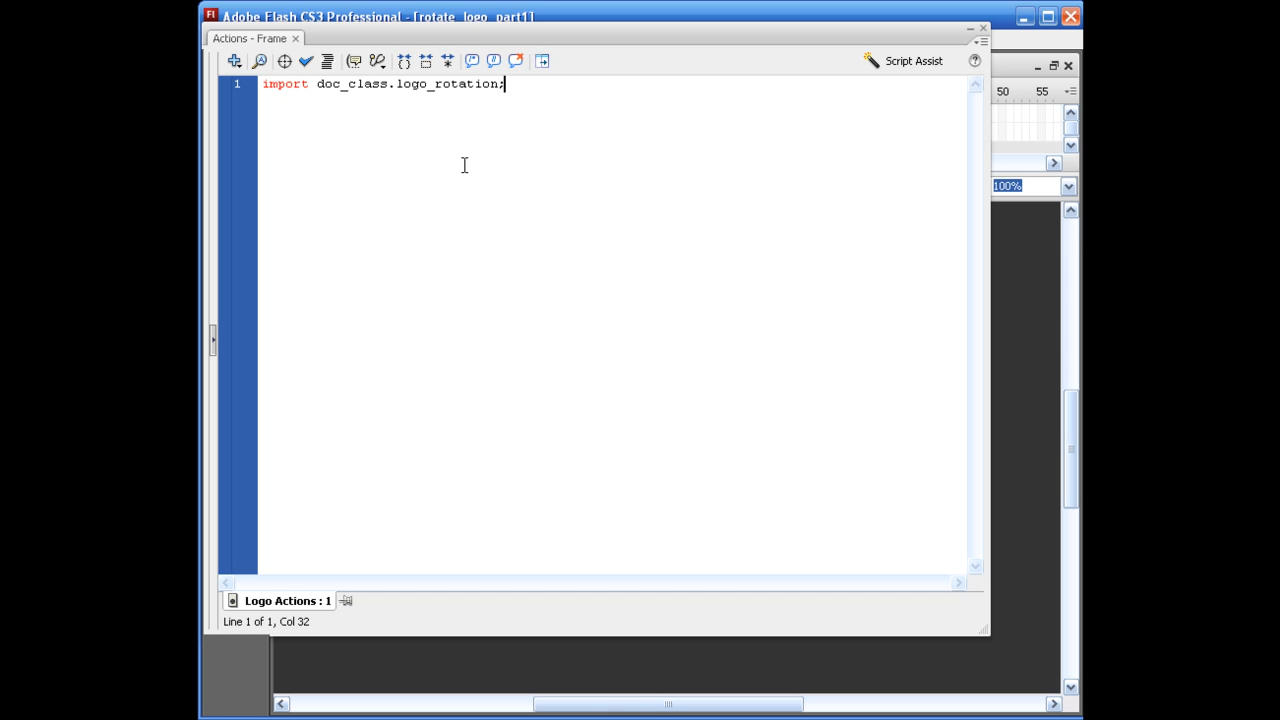 Adobe Flash CS3 Professional - [rotate_logo_part1]
Actions - Frame
Script Assist
1 import doc_class.logo_rotation;
50 55
100%
Logo Actions : 1
Line 1 of 1, Col 32